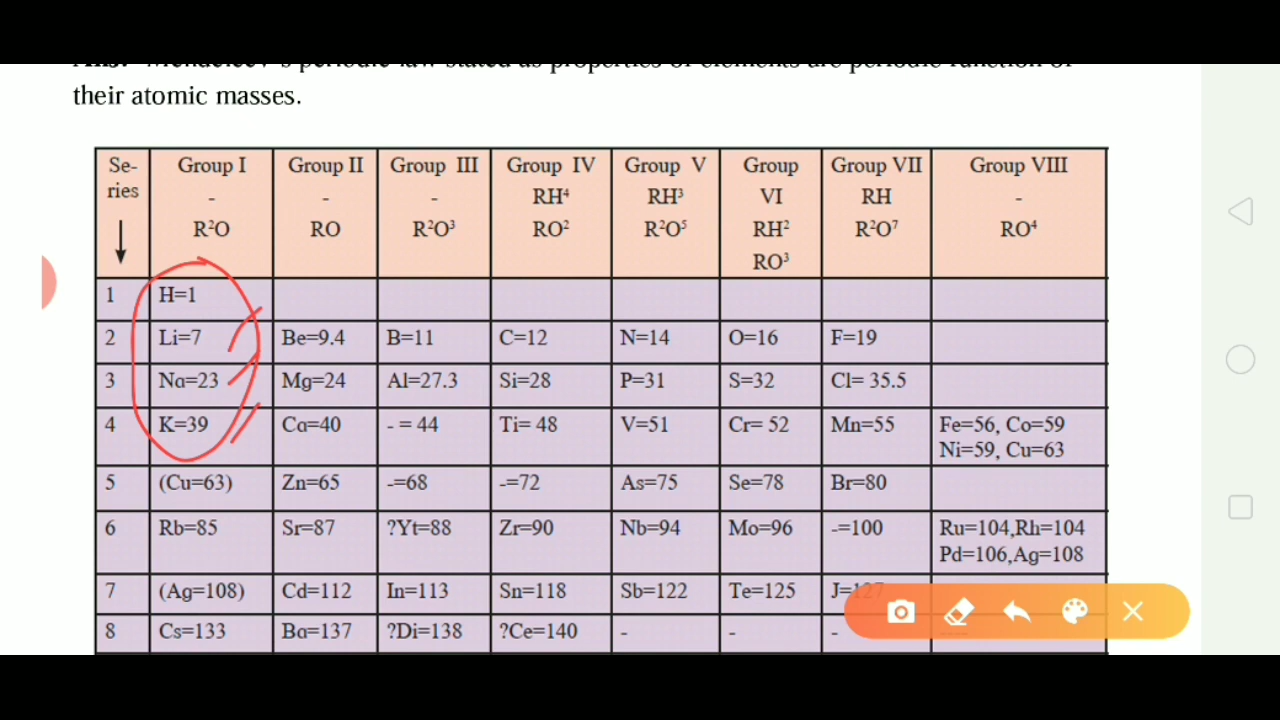 their atomic masses.
Se-
ries
Group I
-
R²O
Group II
-
RO
Group III
-
R²O³
Group IV
RH⁴
RO²
Group V
RH³
R²O⁵
Group
VI
RH²
RO³
Group VII
RH
R²O⁷
Group VIII
-
RO⁴
1 H=1
2 Li=7 Be=9.4 B=11 C=12 N=14 O=16 F=19
3 Na=23 Mg=24 Al=27.3 Si=28 P=31 S=32 Cl= 35.5
4 K=39 Ca=40 - = 44 Ti= 48 V=51 Cr= 52 Mn=55 Fe=56, Co=59
Ni=59, Cu=63
5 (Cu=63) Zn=65 -=68 -=72 As=75 Se=78 Br=80
6 Rb=85 Sr=87 ?Yt=88 Zr=90 Nb=94 Mo=96 -=100 Ru=104,Rh=104
Pd=106,Ag=108
7 (Ag=108) Cd=112 In=113 Sn=118 Sb=122 Te=125 J=127
8 Cs=133 Ba=137 ?Di=138 ?Ce=140 - - -